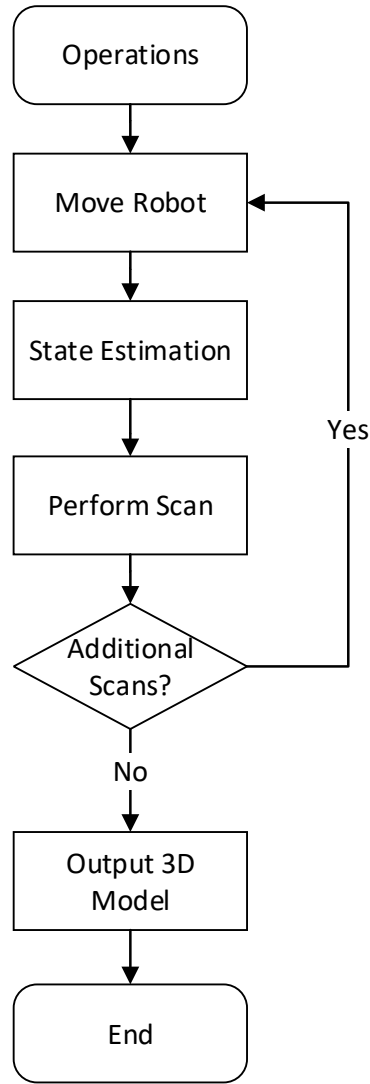 Operations
Move Robot
State Estimation
Yes
Perform Scan
Additional
Scans?
No
Output 3D
Model
End